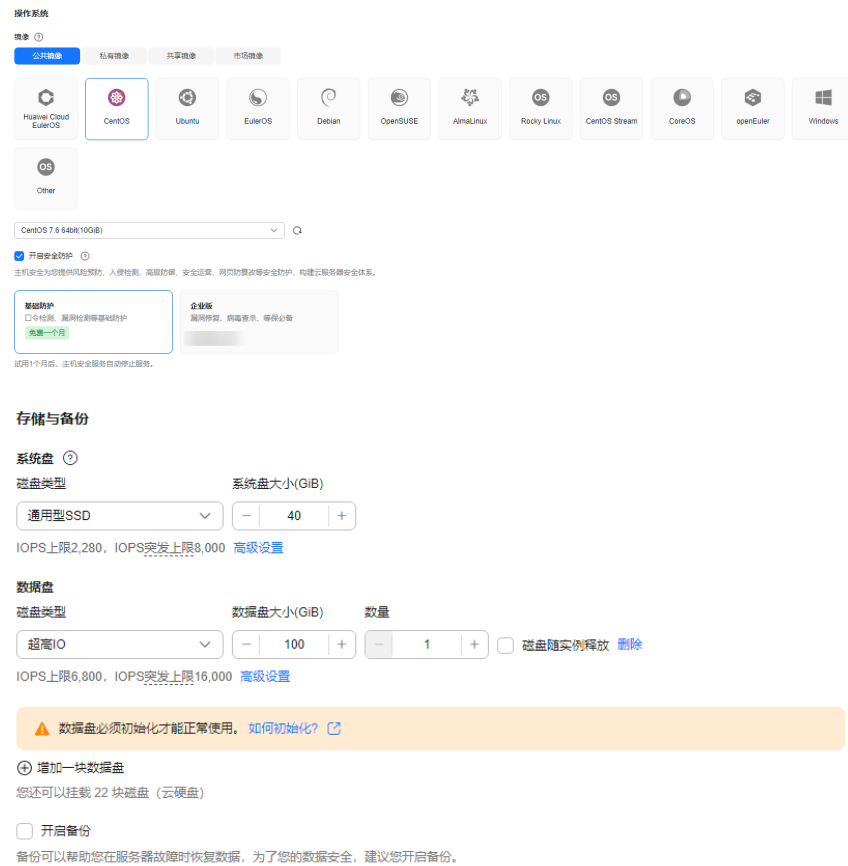 操作系统
镜像
公共镜像 私有镜像 共享镜像 市场镜像
Huawei Cloud EulerOS
CentOS
Ubuntu
EulerOS
Debian
OpenSUSE
AlmaLinux
OS
Rocky Linux
OS
CentOS Stream
CoreOS
openEuler
Windows
OS
Other
CentOS 7.6 64bit(10GiB)
开启安全防护
主机安全为您提供风险预防、入侵检测、高级防御、安全运营、网页防篡改等安全防护，构建云服务器安全体系。
基础防护
口令检测、漏洞检测等基础防护
免费一个月
企业版
漏洞修复、病毒查杀、等保必备
试用1个月后，主机安全服务自动停止服务。
存储与备份
系统盘 ?
磁盘类型 系统盘大小(GiB)
通用型SSD − 40 +
IOPS上限2,280，IOPS突发上限8,000 高级设置
数据盘
磁盘类型 数据盘大小(GiB) 数量
超高IO − 100 + − 1 + 磁盘随实例释放 删除
IOPS上限6,800，IOPS突发上限16,000 高级设置
数据盘必须初始化才能正常使用。 如何初始化?
增加一块数据盘
您还可以挂载 22 块磁盘（云硬盘）
开启备份
备份可以帮助您在服务器故障时恢复数据，为了您的数据安全，建议您开启备份。